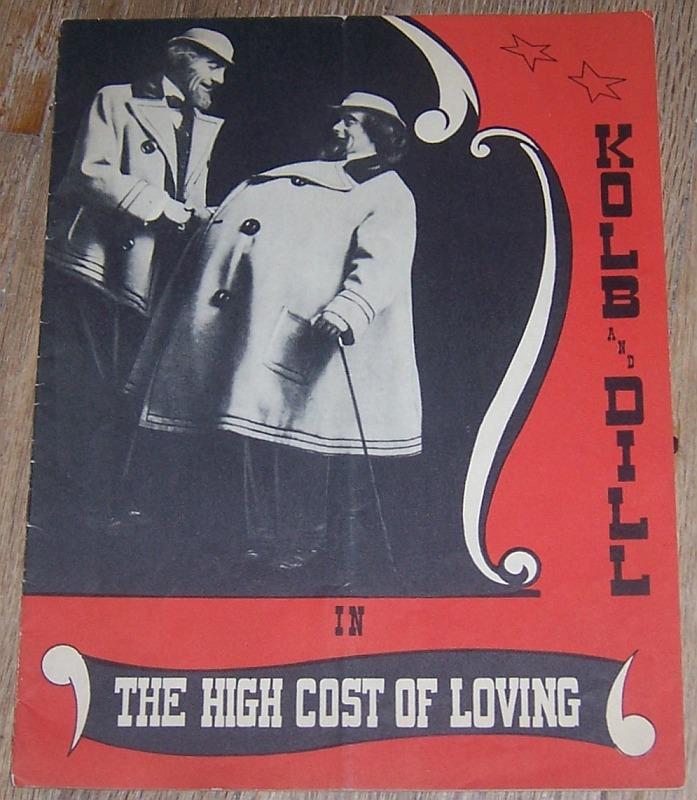 KOLB
AND
DILL
IN
THE HIGH COST OF LOVING